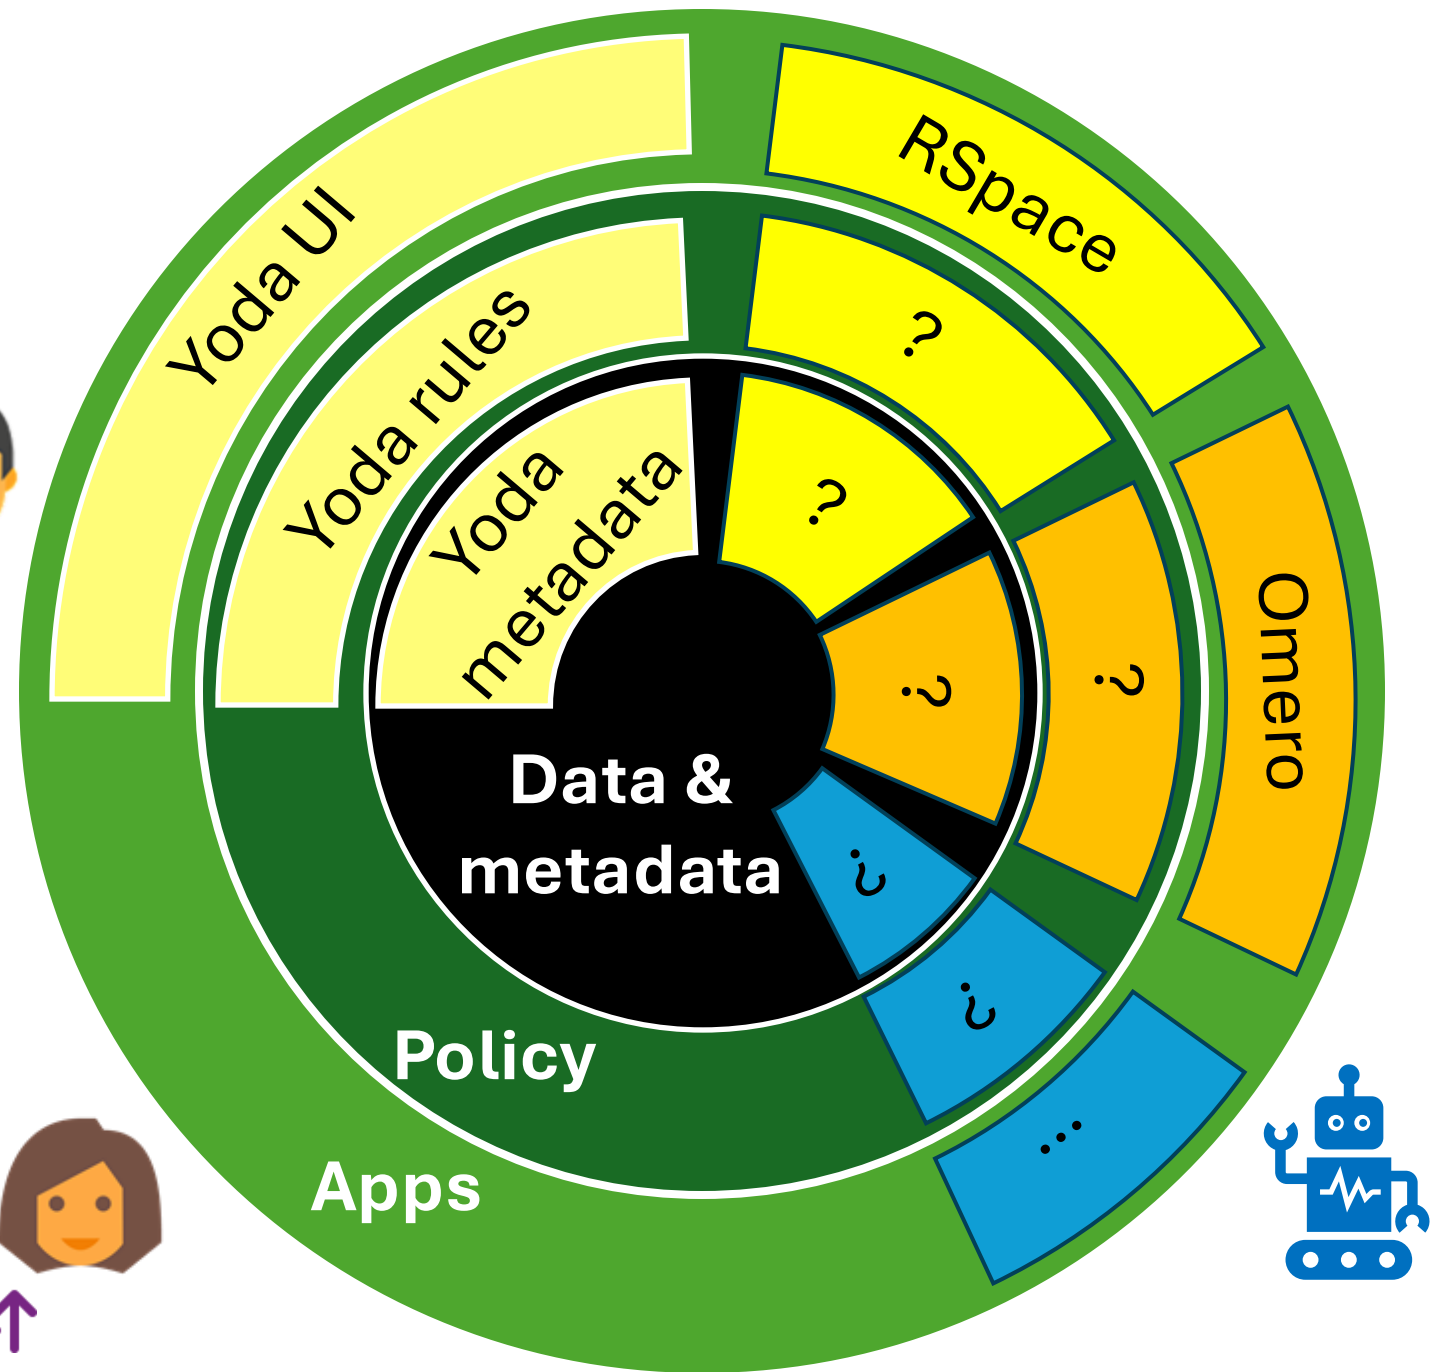 Yoda UI
RSpace
Yoda rules
?
Yoda
metadata
?
?
?
Omero
Data &
metadata
?
?
...
Policy
Apps